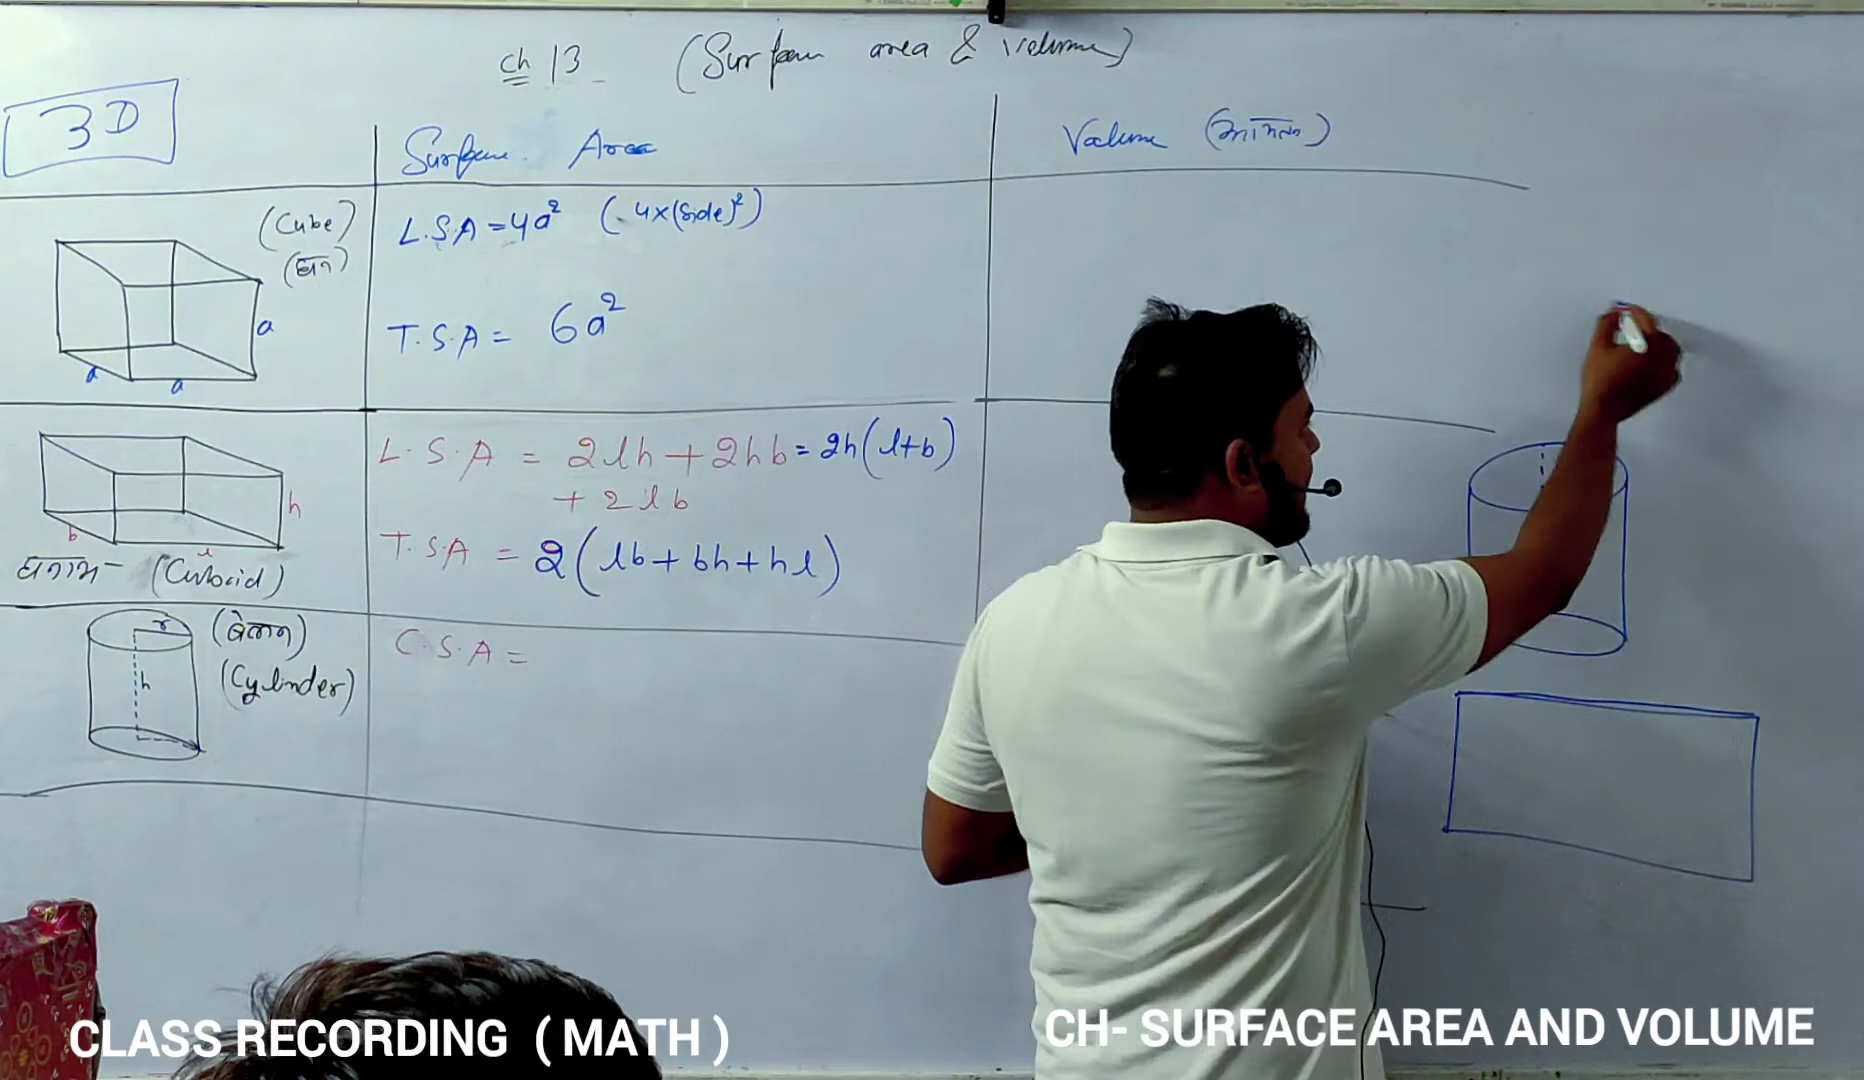 ch 13 (Surface area & Volume)
3D
Surface Area
Volume (आयतन)
(Cube)
(घन)
a
a
a
L.S.A = 4a² (4×(Side)²)
T.S.A = 6a²
h
b
l
घनाभ - (Cuboid)
L.S.A = 2lh + 2hb = 2h(l+b)
+ 2lb
T.S.A = 2(lb + bh + hl)
r
h
(बेलन)
(Cylinder)
C.S.A =
CLASS RECORDING ( MATH )
CH- SURFACE AREA AND VOLUME